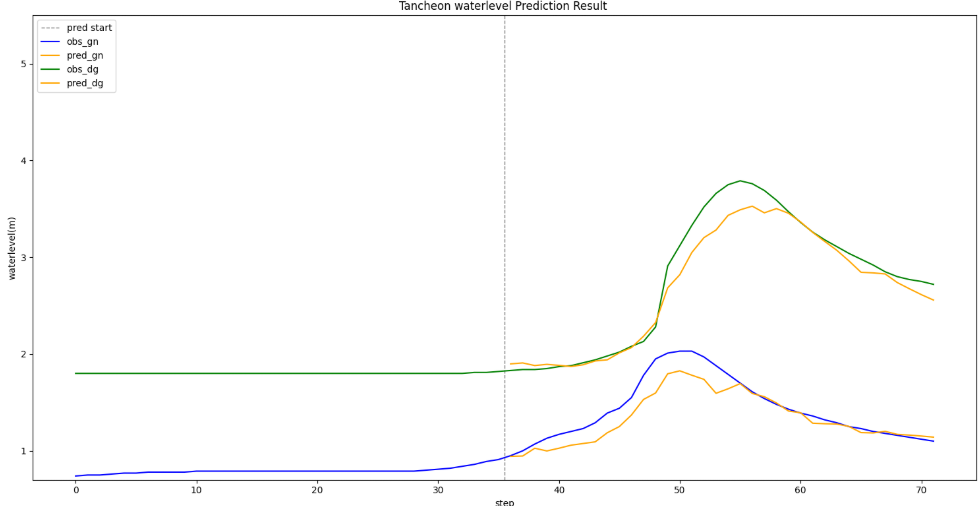 Tancheon waterlevel Prediction Result
pred start
obs_gn
pred_gn
obs_dg
pred_dg
waterlevel(m)
5
4
3
2
1
0
10
20
30
40
50
60
70
step